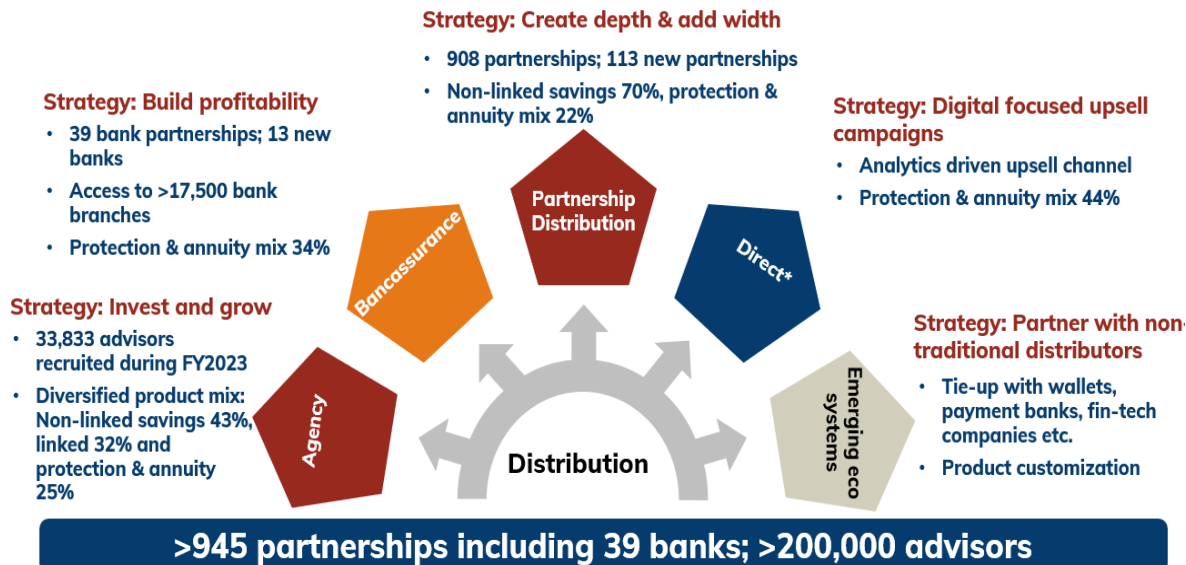 Strategy: Create depth & add width
• 908 partnerships; 113 new partnerships
• Non-linked savings 70%, protection &
annuity mix 22%
Strategy: Build profitability
• 39 bank partnerships; 13 new
banks
• Access to >17,500 bank
branches
• Protection & annuity mix 34%
Strategy: Digital focused upsell
campaigns
• Analytics driven upsell channel
• Protection & annuity mix 44%
Partnership
Distribution
Bancassurance
Direct*
Strategy: Invest and grow
• 33,833 advisors
recruited during FY2023
• Diversified product mix:
Non-linked savings 43%,
linked 32% and
protection & annuity
25%
Agency
Strategy: Partner with non-
traditional distributors
• Tie-up with wallets,
payment banks, fin-tech
companies etc.
• Product customization
Emerging eco
systems
Distribution
>945 partnerships including 39 banks; >200,000 advisors